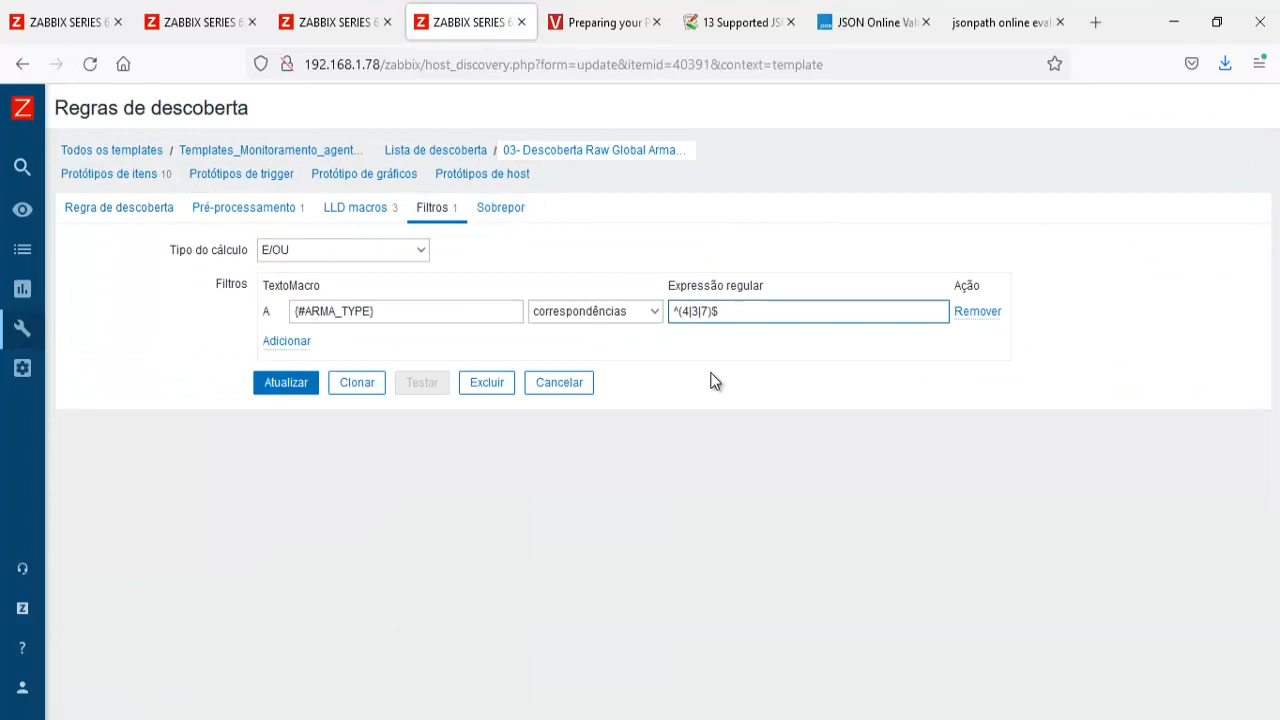 ZABBIX SERIES 6
ZABBIX SERIES 6
ZABBIX SERIES 6
ZABBIX SERIES 6
Preparing your P
13 Supported JS
JSON Online Vali
jsonpath online eval
192.168.1.78/zabbix/host_discovery.php?form=update&itemid=40391&context=template
Z
Regras de descoberta
Todos os templates / Templates_Monitoramento_agent... Lista de descoberta / 03- Descoberta Raw Global Arma...
Protótipos de itens 10 Protótipos de trigger Protótipo de gráficos Protótipos de host
Regra de descoberta Pré-processamento 1 LLD macros 3 Filtros 1 Sobrepor
Tipo do cálculo E/OU
Filtros TextoMacro Expressão regular Ação
A {#ARMA_TYPE} correspondências ^(4|3|7)$ Remover
Adicionar
Atualizar Clonar Testar Excluir Cancelar
Z
?